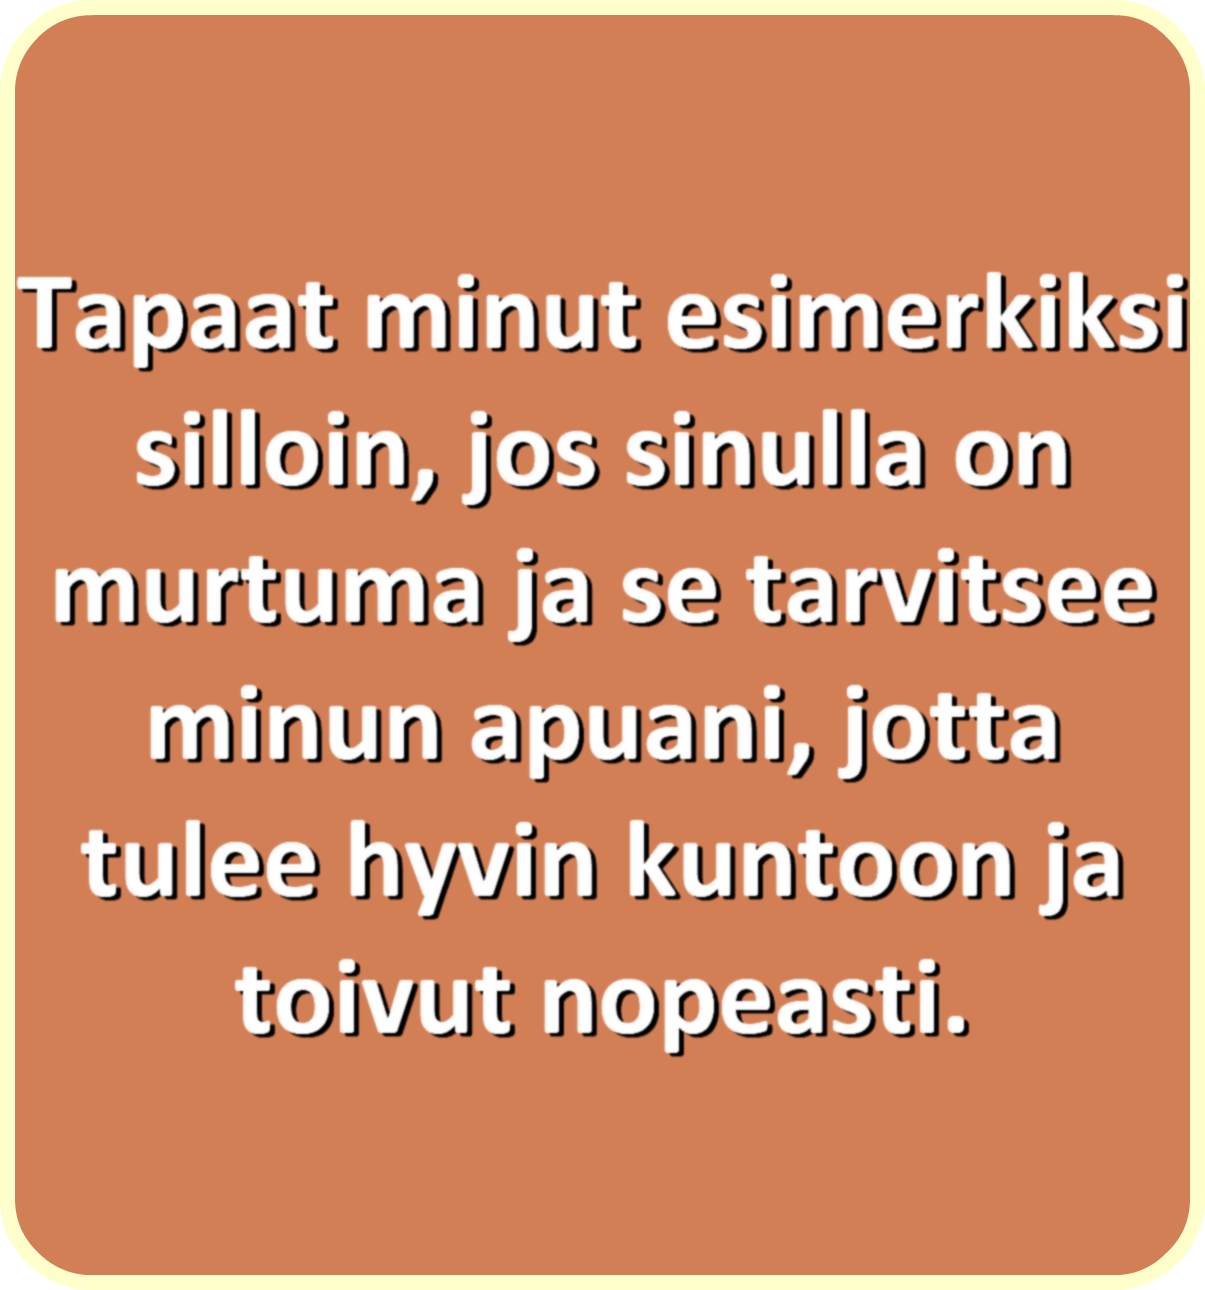 Tapaat minut esimerkiksi
silloin, jos sinulla on
murtuma ja se tarvitsee
minun apuani, jotta
tulee hyvin kuntoon ja
toivut nopeasti.